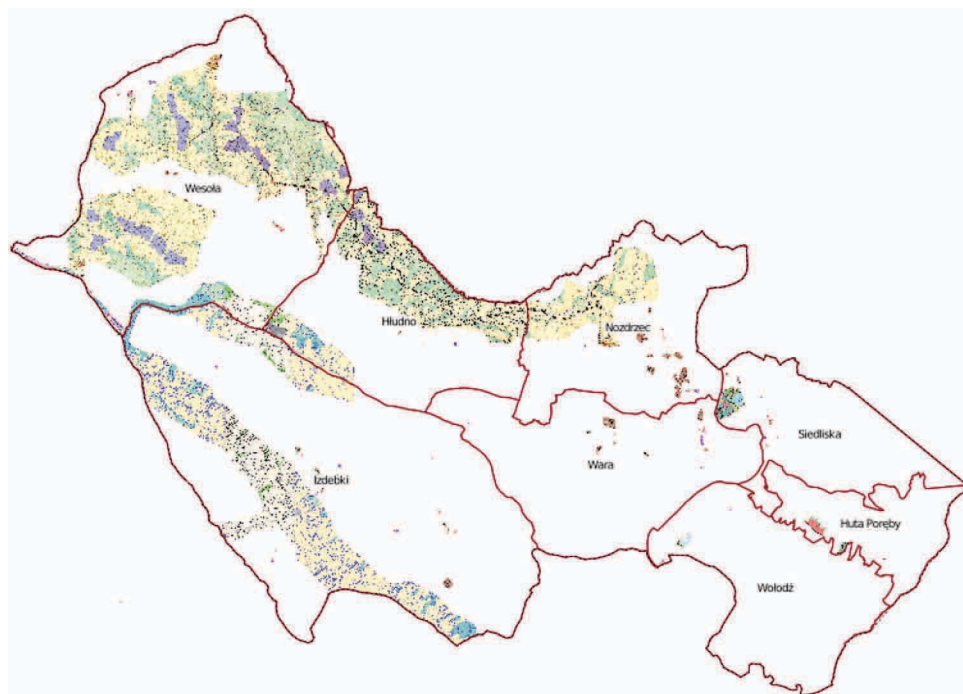 Wesoła
Hłudno
Nozdrzec
Siedliska
Wara
Izdebki
Huta Poręby
Wołodź